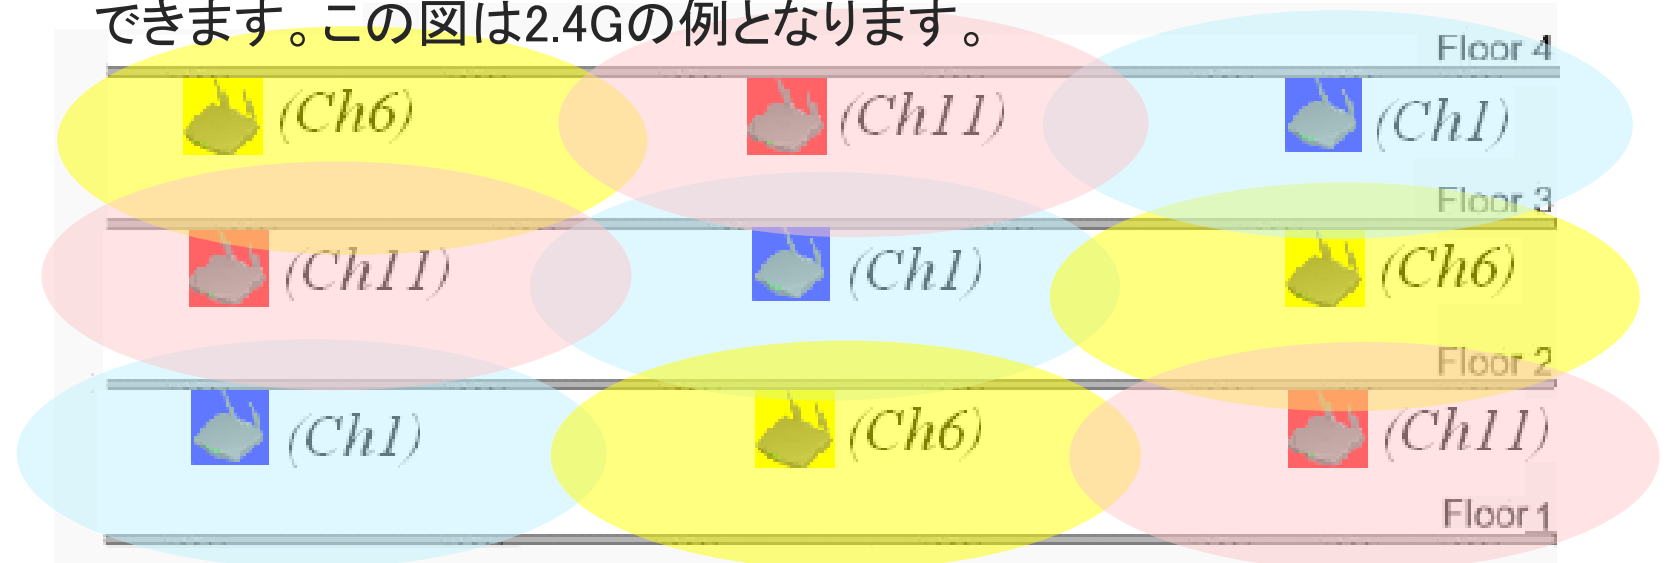 できます。この図は2.4Gの例となります。
Floor 4
(Ch6) (Ch11) (Ch1)
Floor 3
(Ch11) (Ch1) (Ch6)
Floor 2
(Ch1) (Ch6) (Ch11)
Floor 1